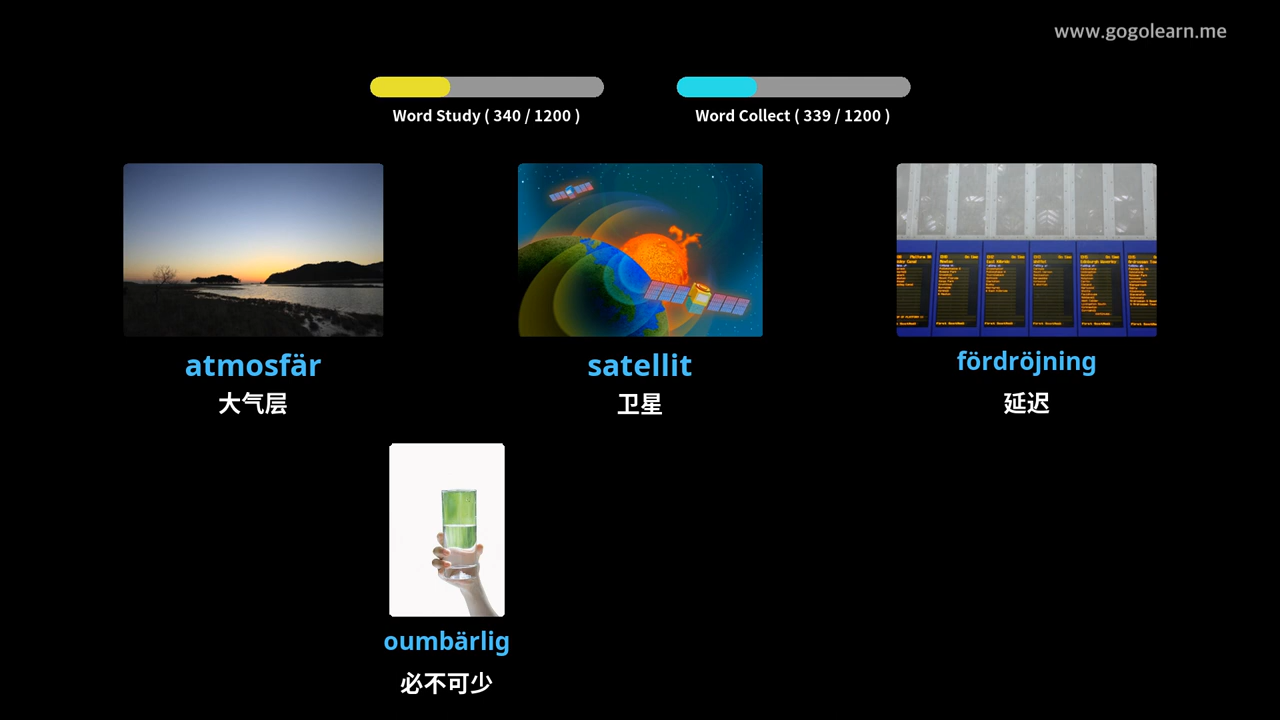 www.gogolearn.me
Word Study ( 340 / 1200 )
Word Collect ( 339 / 1200 )
atmosfär
大气层
satellit
卫星
fördröjning
延迟
oumbärlig
必不可少